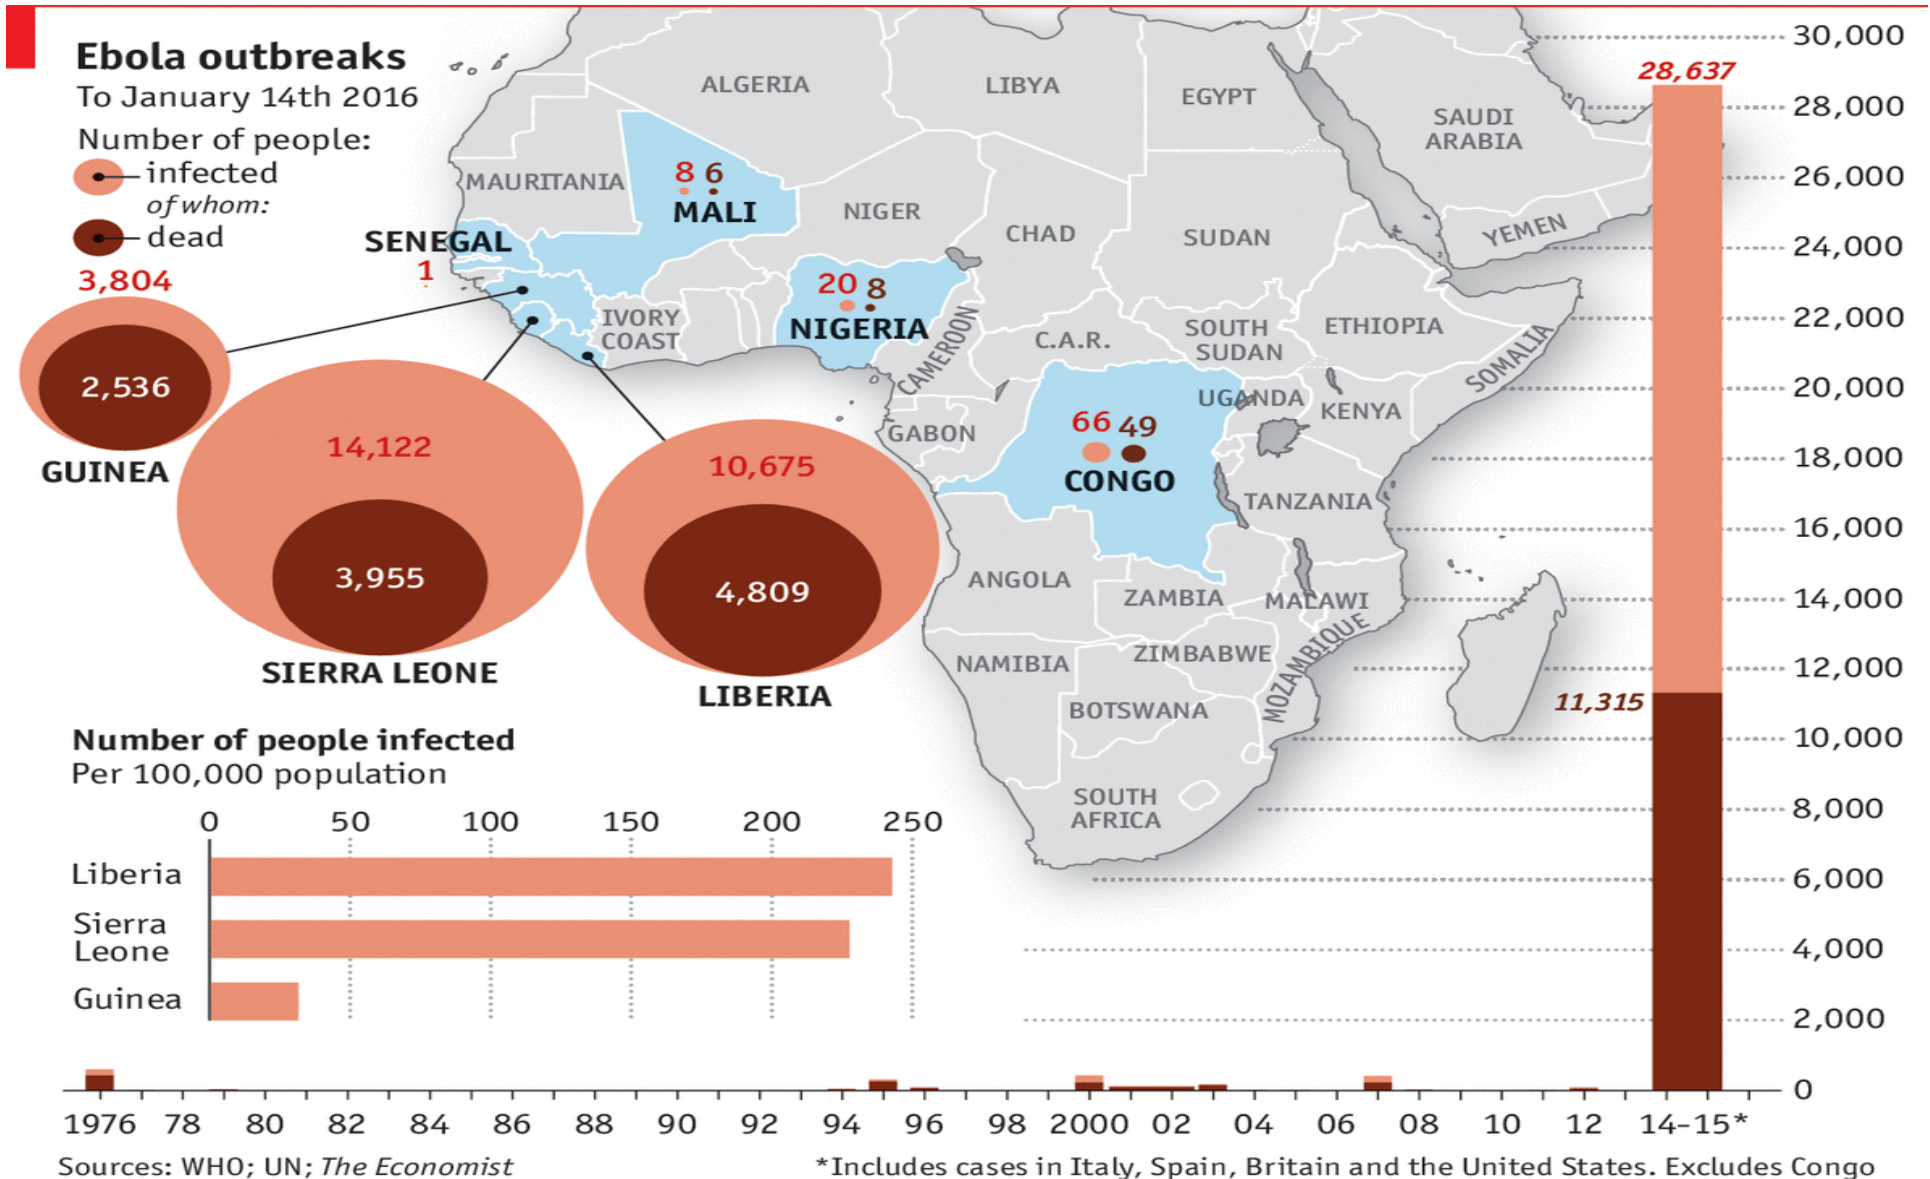 Ebola outbreaks
To January 14th 2016
Number of people:
infected
of whom:
dead
3,804
2,536
GUINEA
14,122
3,955
SIERRA LEONE
10,675
4,809
LIBERIA
SENEGAL
1
8 6
MALI
20 8
NIGERIA
66 49
CONGO
ALGERIA
LIBYA
EGYPT
SAUDI
ARABIA
MAURITANIA
NIGER
CHAD
SUDAN
YEMEN
IVORY
COAST
CAMEROON
C.A.R.
SOUTH
SUDAN
ETHIOPIA
SOMALIA
UGANDA
KENYA
GABON
TANZANIA
ANGOLA
ZAMBIA
MALAWI
MOZAMBIQUE
NAMIBIA
ZIMBABWE
BOTSWANA
SOUTH
AFRICA
28,637
11,315
30,000
28,000
26,000
24,000
22,000
20,000
18,000
16,000
14,000
12,000
10,000
8,000
6,000
4,000
2,000
0
Number of people infected
Per 100,000 population
0 50 100 150 200 250
Liberia
Sierra
Leone
Guinea
1976 78 80 82 84 86 88 90 92 94 96 98 2000 02 04 06 08 10 12 14-15*
Sources: WHO; UN; The Economist
*Includes cases in Italy, Spain, Britain and the United States. Excludes Congo